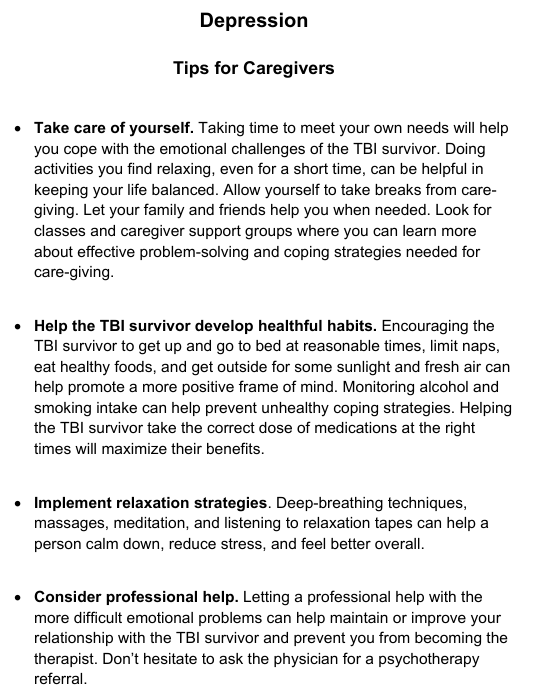 Depression
Tips for Caregivers
• Take care of yourself. Taking time to meet your own needs will help
you cope with the emotional challenges of the TBI survivor. Doing
activities you find relaxing, even for a short time, can be helpful in
keeping your life balanced. Allow yourself to take breaks from care-
giving. Let your family and friends help you when needed. Look for
classes and caregiver support groups where you can learn more
about effective problem-solving and coping strategies needed for
care-giving.
• Help the TBI survivor develop healthful habits. Encouraging the
TBI survivor to get up and go to bed at reasonable times, limit naps,
eat healthy foods, and get outside for some sunlight and fresh air can
help promote a more positive frame of mind. Monitoring alcohol and
smoking intake can help prevent unhealthy coping strategies. Helping
the TBI survivor take the correct dose of medications at the right
times will maximize their benefits.
• Implement relaxation strategies. Deep-breathing techniques,
massages, meditation, and listening to relaxation tapes can help a
person calm down, reduce stress, and feel better overall.
• Consider professional help. Letting a professional help with the
more difficult emotional problems can help maintain or improve your
relationship with the TBI survivor and prevent you from becoming the
therapist. Don’t hesitate to ask the physician for a psychotherapy
referral.